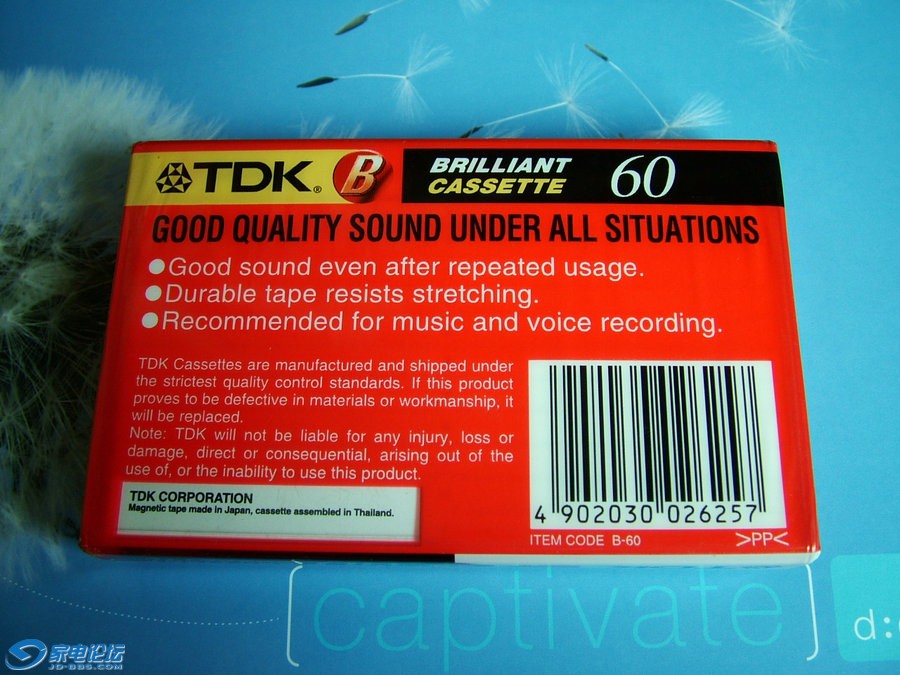 TDK® B BRILLIANT CASSETTE 60
GOOD QUALITY SOUND UNDER ALL SITUATIONS
●Good sound even after repeated usage.
●Durable tape resists stretching.
●Recommended for music and voice recording.
TDK Cassettes are manufactured and shipped under
the strictest quality control standards. If this product
proves to be defective in materials or workmanship, it
will be replaced.
Note: TDK will not be liable for any injury, loss or
damage, direct or consequential, arising out of the
use of, or the inability to use this product.
TDK CORPORATION
Magnetic tape made in Japan, cassette assembled in Thailand.
4 902030 026257
ITEM CODE B-60 >PP<
[captivate]
d:
家电论坛
JD-BBS.COM